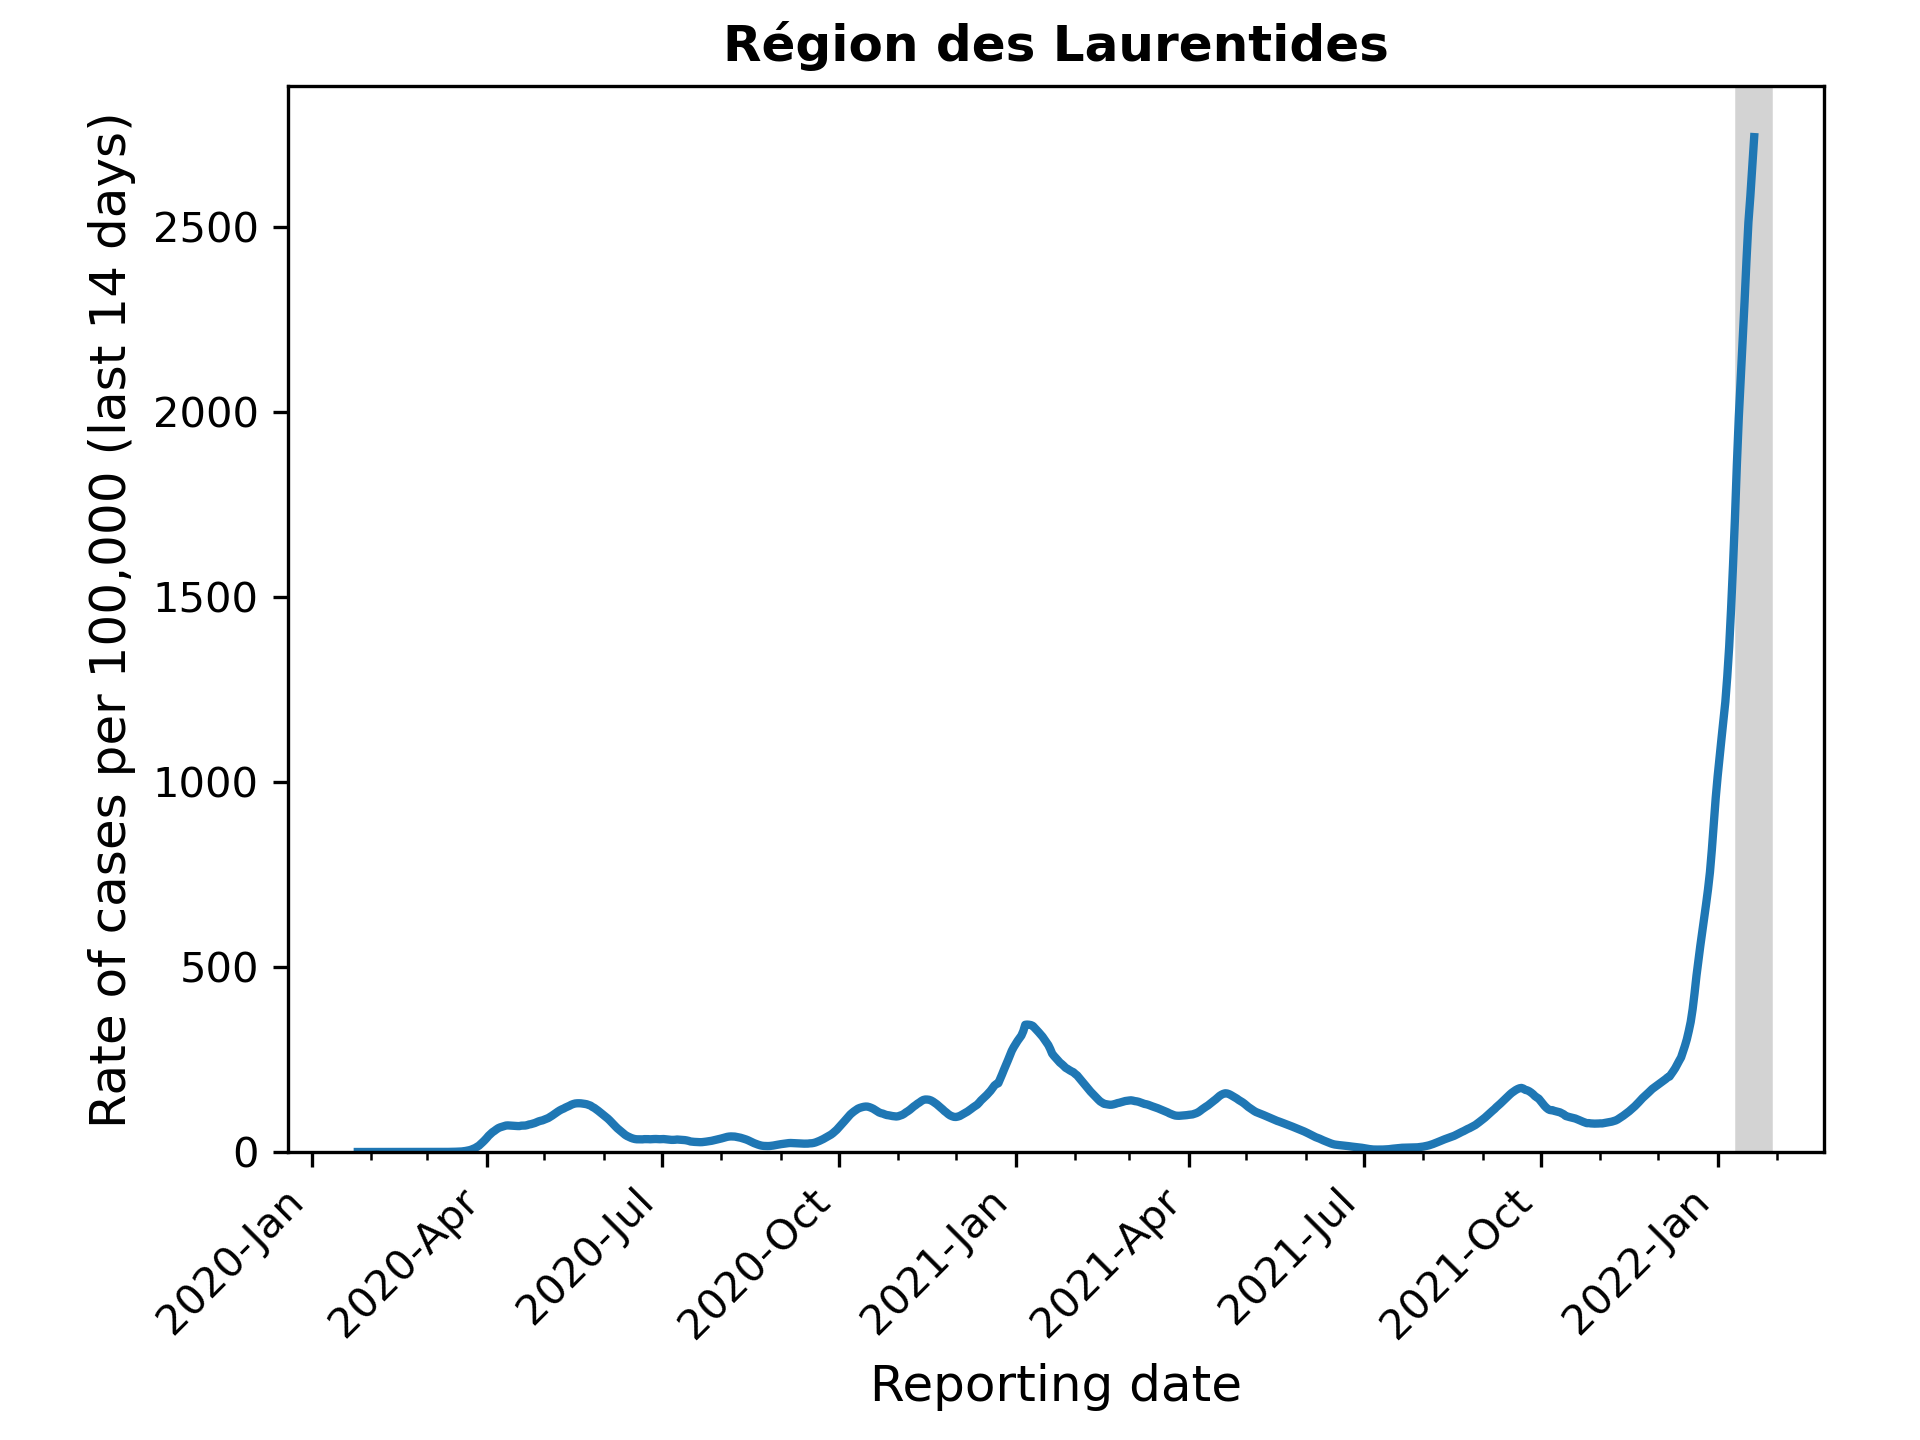 Région des Laurentides
Rate of cases per 100,000 (last 14 days)
2500
2000
1500
1000
500
0
2020-Jan
2020-Apr
2020-Jul
2020-Oct
2021-Jan
2021-Apr
2021-Jul
2021-Oct
2022-Jan
Reporting date